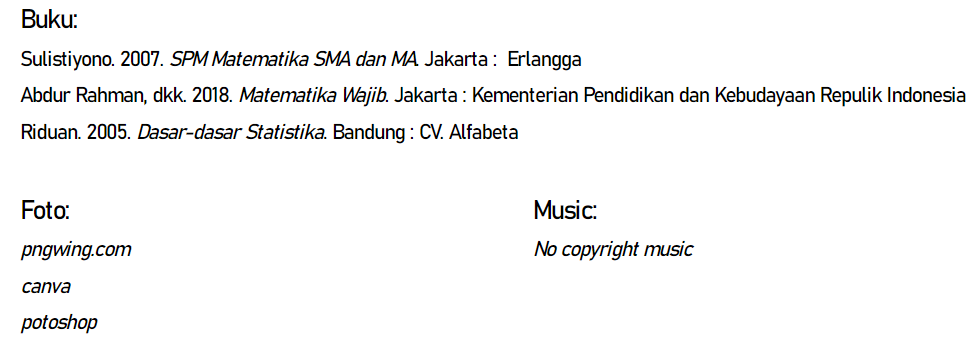 Buku:
Sulistiyono. 2007. SPM Matematika SMA dan MA. Jakarta :  Erlangga
Abdur Rahman, dkk. 2018. Matematika Wajib. Jakarta : Kementerian Pendidikan dan Kebudayaan Repulik Indonesia
Riduan. 2005. Dasar-dasar Statistika. Bandung : CV. Alfabeta
Foto:
pngwing.com
canva
potoshop
Music:
No copyright music